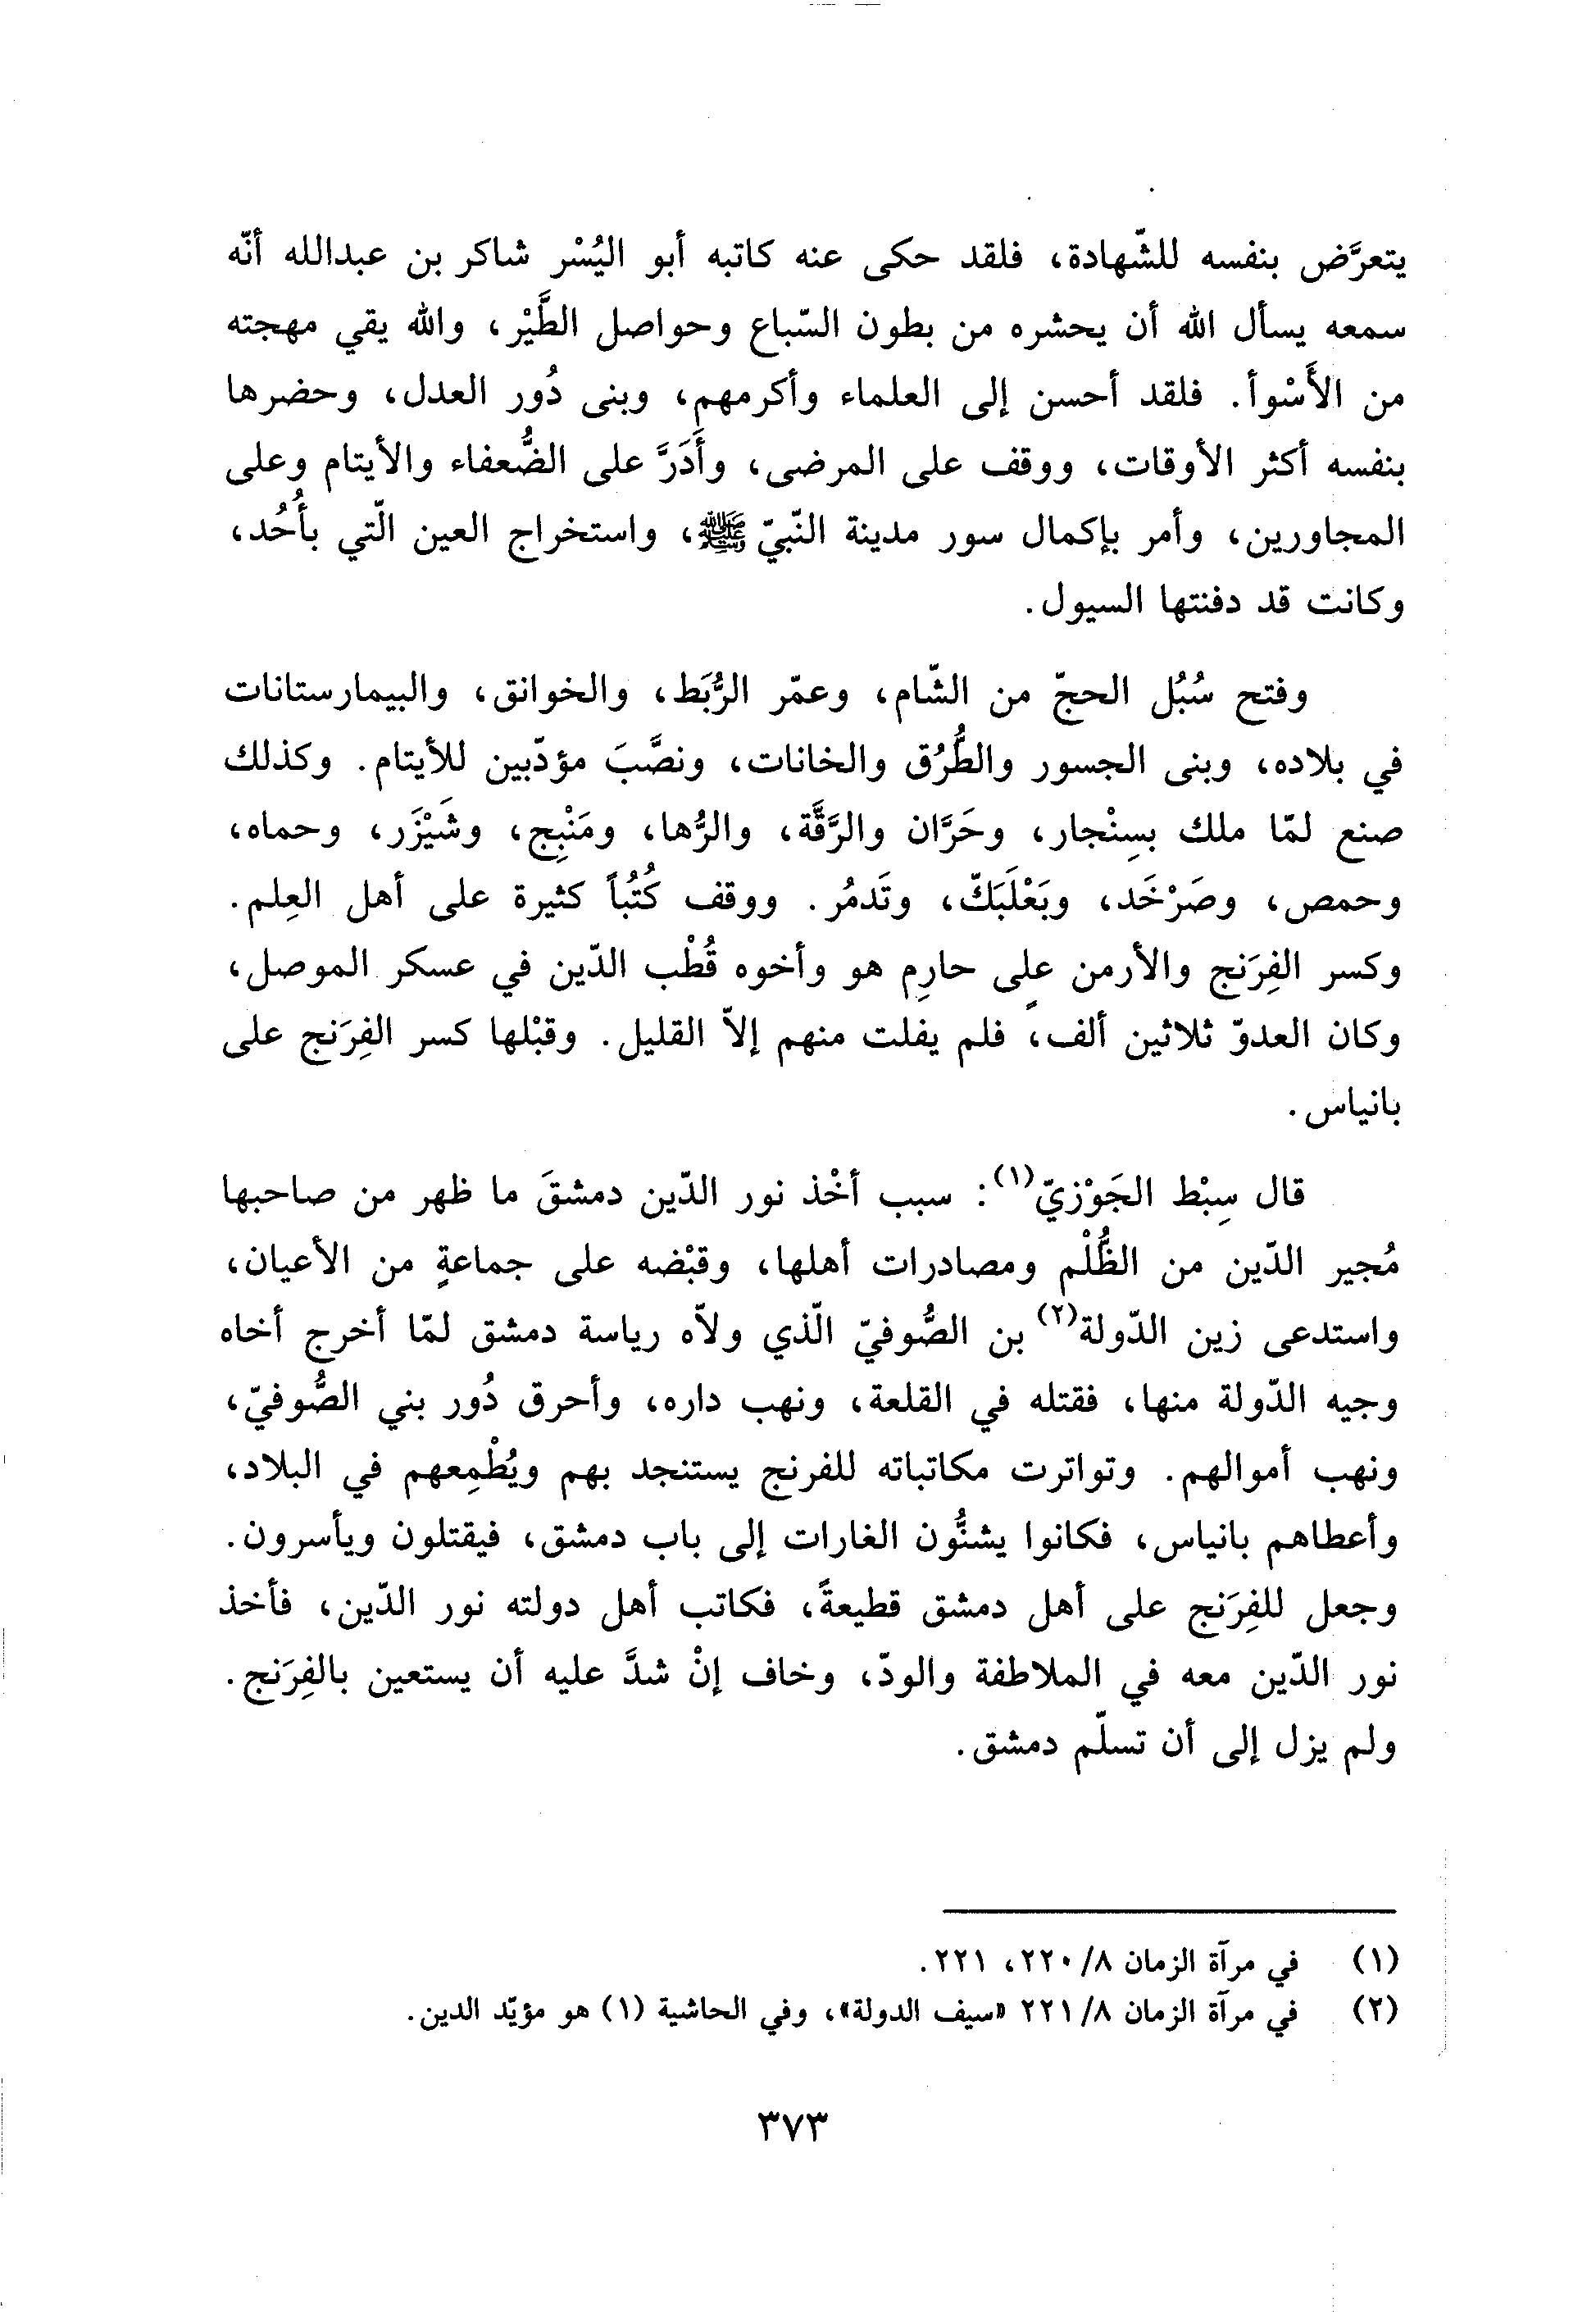 يتعرَّض بنفسه للشّهادة، فلقد حكى عنه كاتبه أبو اليُسْر شاكر بن عبدالله أنّه
سمعه يسأل الله أن يحشره من بطون السّباع وحواصل الطَّيْر، والله يقي مهجته
من الأَسْوأ. فلقد أحسن إلى العلماء وأكرمهم، وبنى دُور العدل، وحضرها
بنفسه أكثر الأوقات، ووقف على المرضى، وأَدَرَّ على الضُّعفاء والأيتام وعلى
المجاورين، وأمر بإكمال سور مدينة النّبيّ ﷺ، واستخراج العين الّتي بأُحُد،
وكانت قد دفنتها السيول.
وفتح سُبُل الحجّ من الشّام، وعمّر الرُّبَط، والخوانق، والبيمارستانات
في بلاده، وبنى الجسور والطُّرُق والخانات، ونصَّبَ مؤدّبين للأيتام. وكذلك
صنع لمّا ملك بسِنْجار، وحَرَّان والرَّقَّة، والرُّها، ومَنْبِج، وشَيْزَر، وحماه،
وحمص، وصَرْخَد، وبَعْلَبَكّ، وتَدمُر. ووقف كُتُباً كثيرة على أهل العِلم.
وكسر الفِرَنج والأرمن على حارِم هو وأخوه قُطْب الدّين في عسكر الموصل،
وكان العدوّ ثلاثين ألف، فلم يفلت منهم إلاّ القليل. وقبْلها كسر الفِرَنج على
بانياس.
قال سِبْط الجَوْزيّ(١): سبب أخْذ نور الدّين دمشقَ ما ظهر من صاحبها
مُجير الدّين من الظُّلْم ومصادرات أهلها، وقبْضه على جماعةٍ من الأعيان،
واستدعى زين الدّولة(٢) بن الصُّوفيّ الّذي ولاّه رياسة دمشق لمّا أخرج أخاه
وجيه الدّولة منها، فقتله في القلعة، ونهب داره، وأحرق دُور بني الصُّوفيّ،
ونهب أموالهم. وتواترت مكاتباته للفرنج يستنجد بهم ويُطْمِعهم في البلاد،
وأعطاهم بانياس، فكانوا يشنُّون الغارات إلى باب دمشق، فيقتلون ويأسرون.
وجعل للفِرَنج على أهل دمشق قطيعةً، فكاتب أهل دولته نور الدّين، فأخذ
نور الدّين معه في الملاطفة والودّ، وخاف إنْ شدَّ عليه أن يستعين بالفِرَنج.
ولم يزل إلى أن تسلّم دمشق.
(١) في مرآة الزمان ٢٢٠/٨، ٢٢١.
(٢) في مرآة الزمان ٢٢١/٨ «سيف الدولة»، وفي الحاشية (١) هو مؤيّد الدين.
٣٧٣